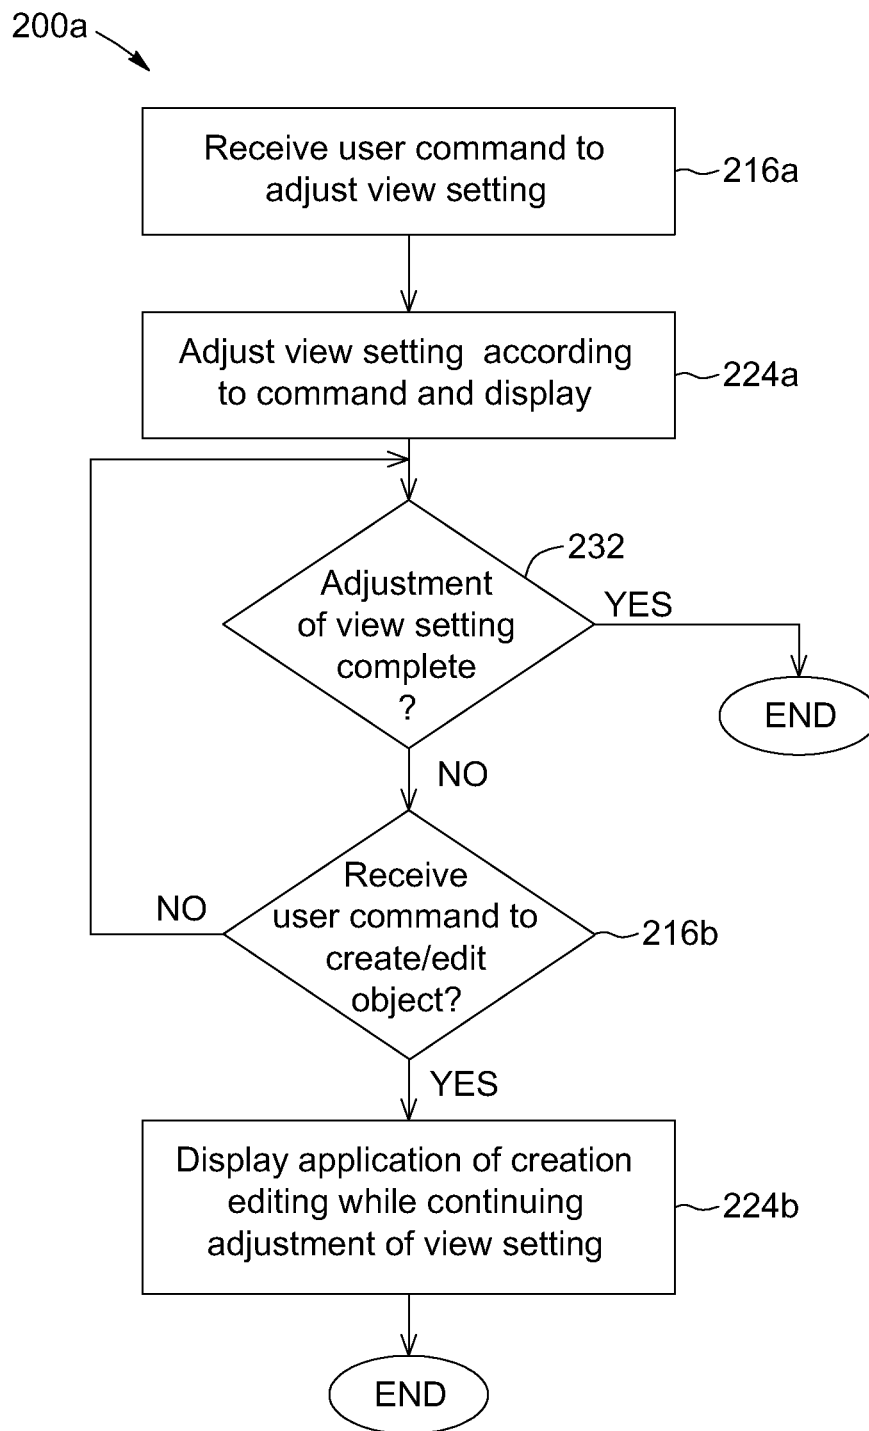 200a
Receive user command to
adjust view setting
216a
Adjust view setting according
to command and display
224a
232
Adjustment
of view setting
complete
?
YES
END
NO
Receive
user command to
create/edit
object?
NO
216b
YES
Display application of creation
editing while continuing
adjustment of view setting
224b
END